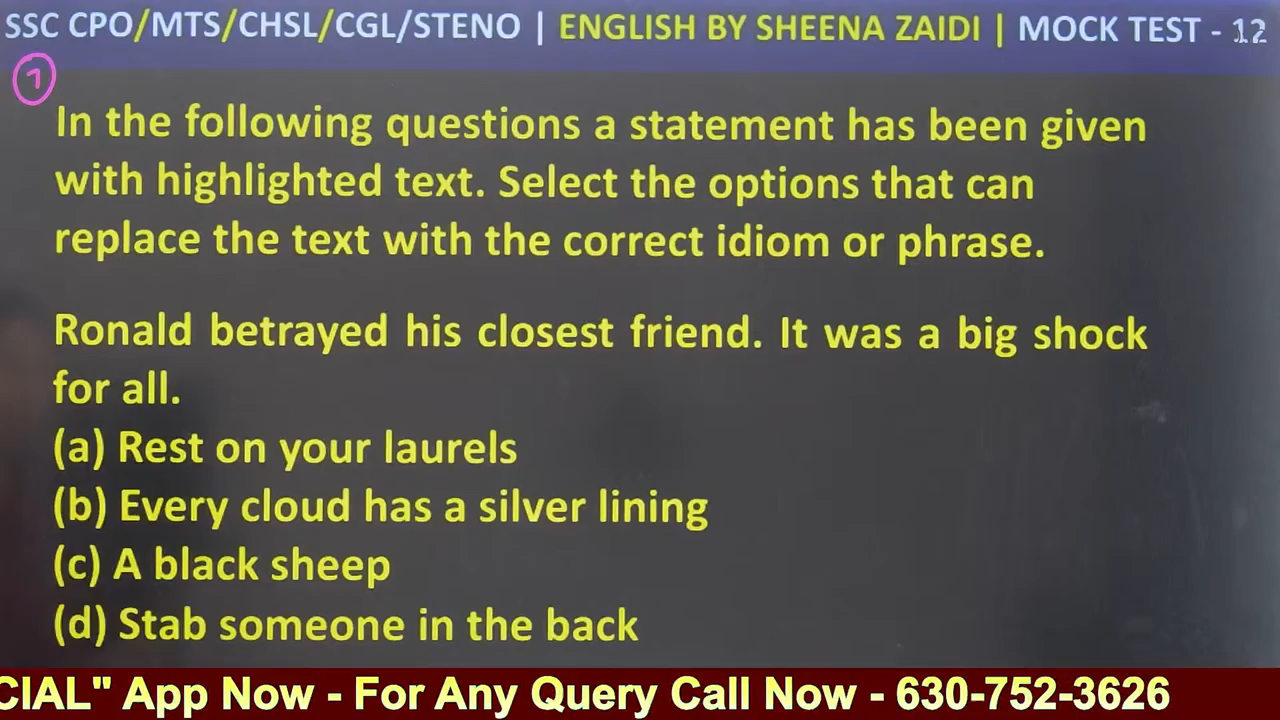 SSC CPO/MTS/CHSL/CGL/STENO | ENGLISH BY SHEENA ZAIDI | MOCK TEST - 12
1
In the following questions a statement has been given
with highlighted text. Select the options that can
replace the text with the correct idiom or phrase.
Ronald betrayed his closest friend. It was a big shock
for all.
(a) Rest on your laurels
(b) Every cloud has a silver lining
(c) A black sheep
(d) Stab someone in the back
CIAL" App Now - For Any Query Call Now - 630-752-3626